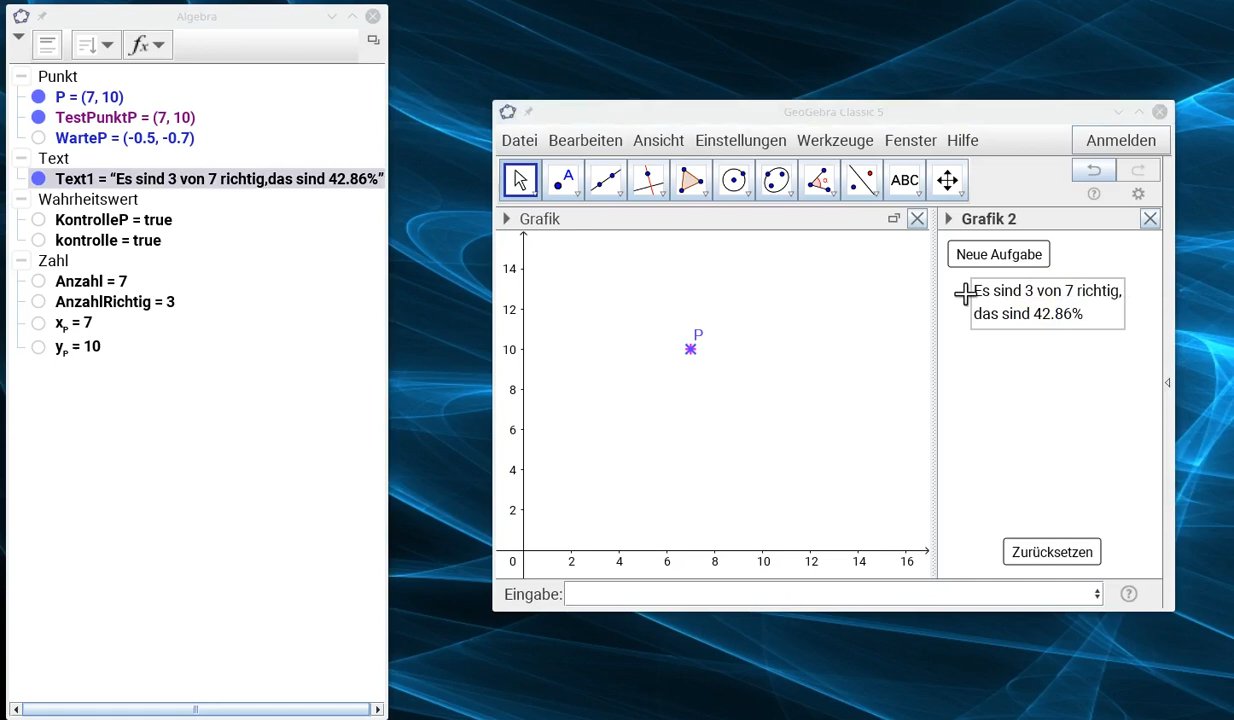 Algebra
fx
Punkt
P = (7, 10)
TestPunktP = (7, 10)
WarteP = (-0.5, -0.7)
Text
Text1 = “Es sind 3 von 7 richtig,das sind 42.86%”
Wahrheitswert
KontrolleP = true
kontrolle = true
Zahl
Anzahl = 7
AnzahlRichtig = 3
xP = 7
yP = 10
GeoGebra Classic 5
Datei Bearbeiten Ansicht Einstellungen Werkzeuge Fenster Hilfe Anmelden
A ABC
Grafik
14
12
10
8
6
4
2
0 2 4 6 8 10 12 14 16
P
Grafik 2
Neue Aufgabe
Es sind 3 von 7 richtig,
das sind 42.86%
Zurücksetzen
Eingabe: